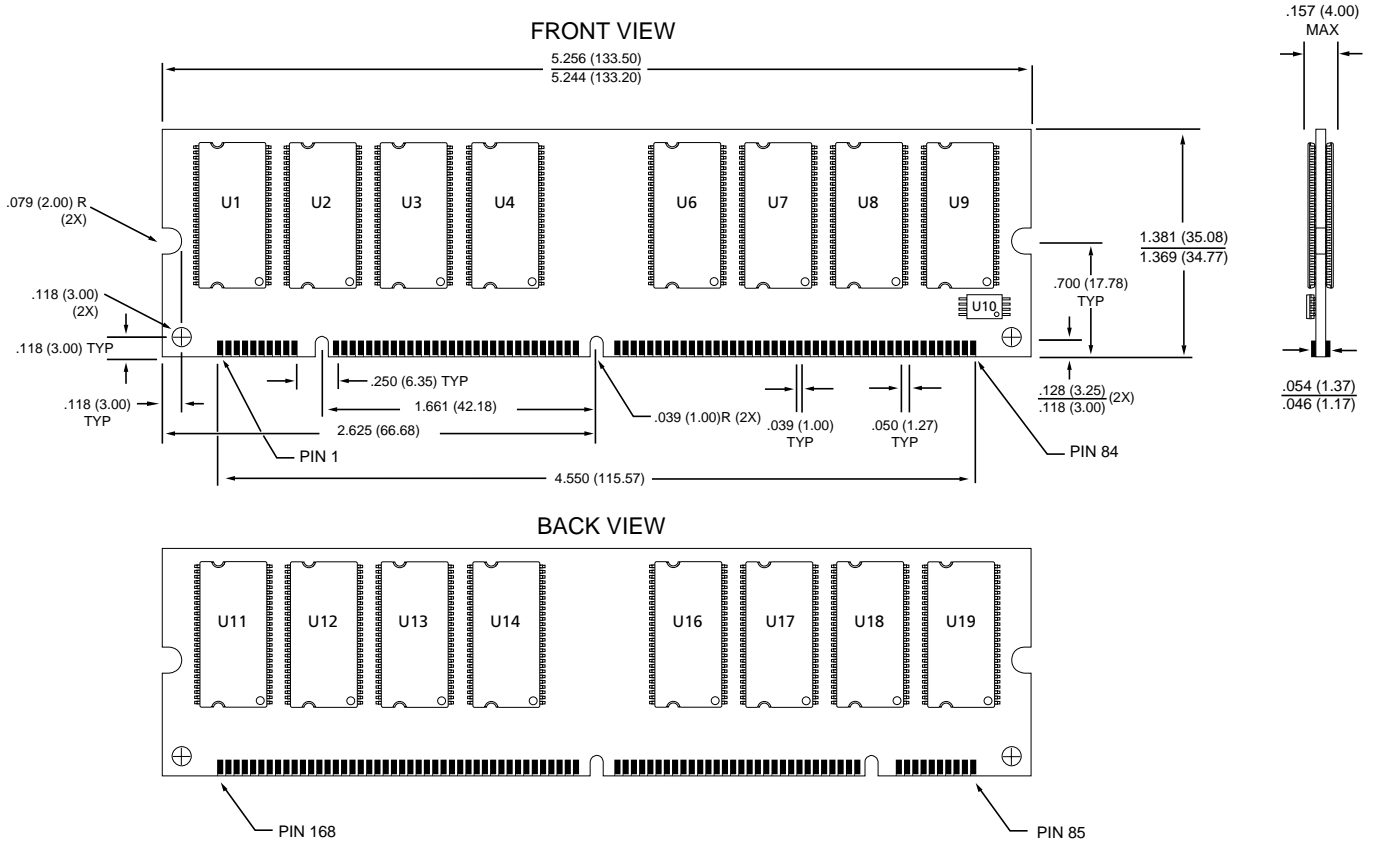 FRONT VIEW
.157 (4.00)
MAX
5.256 (133.50)
5.244 (133.20)
U1
U2
U3
U4
U6
U7
U8
U9
.079 (2.00) R
(2X)
1.381 (35.08)
1.369 (34.77)
.700 (17.78)
TYP
.118 (3.00)
(2X)
U10
.118 (3.00) TYP
.250 (6.35) TYP
.118 (3.00)
TYP
1.661 (42.18)
.039 (1.00)R (2X)
.039 (1.00)
TYP
.050 (1.27)
TYP
.128 (3.25)
.118 (3.00)
(2X)
.054 (1.37)
.046 (1.17)
2.625 (66.68)
PIN 1
PIN 84
4.550 (115.57)
BACK VIEW
U11
U12
U13
U14
U16
U17
U18
U19
PIN 168
PIN 85